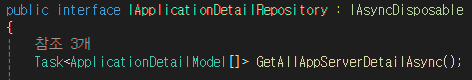 public interface IApplicationDetailRepository : IAsyncDisposable
{
참조 3개
Task<ApplicationDetailModel[]> GetAllAppServerDetailAsync();